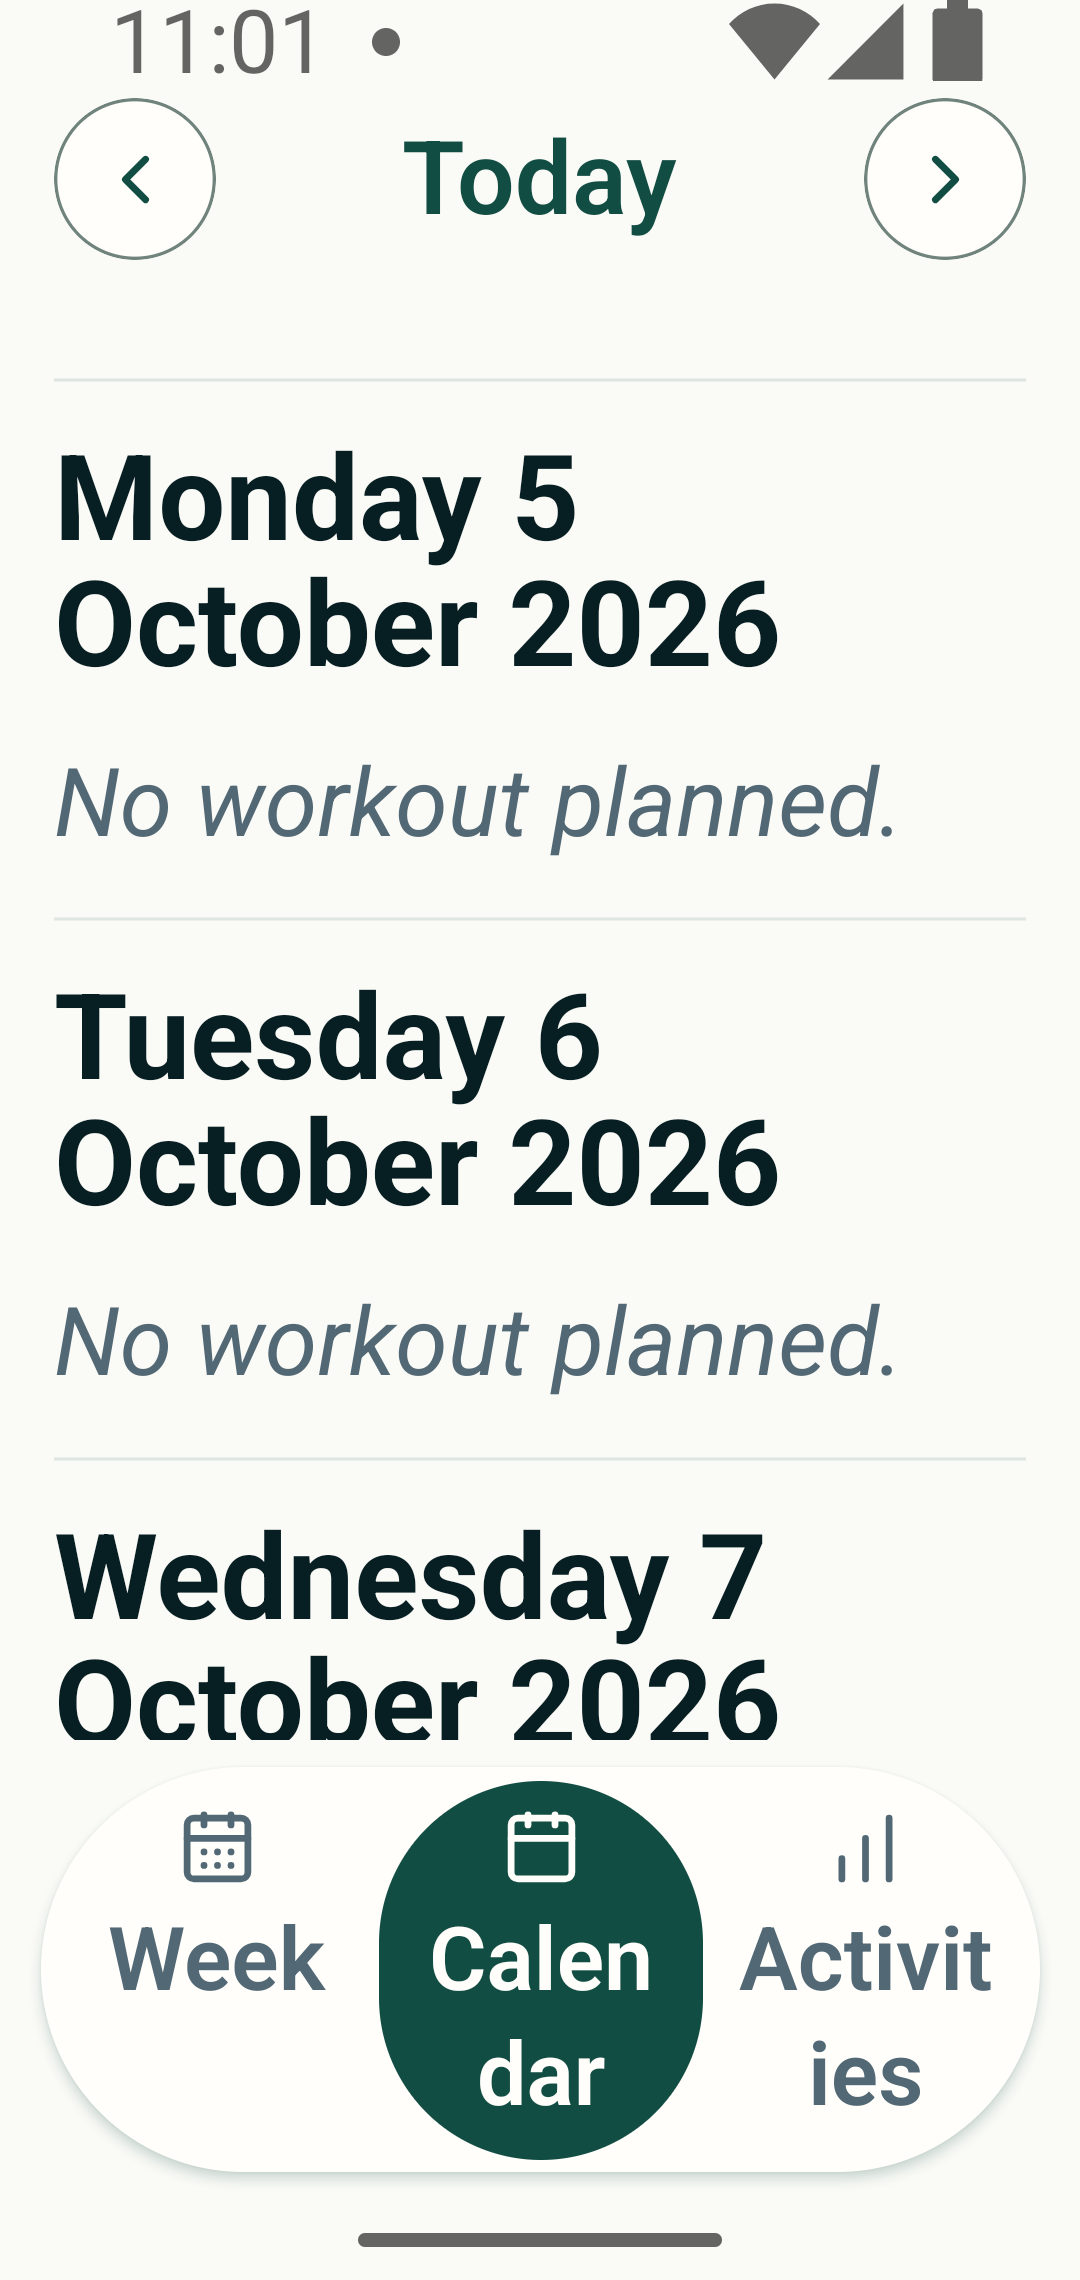 11:01
Today
Monday 5
October 2026
No workout planned.
Tuesday 6
October 2026
No workout planned.
Wednesday 7
October 2026
Week
Calen
dar
Activit
ies